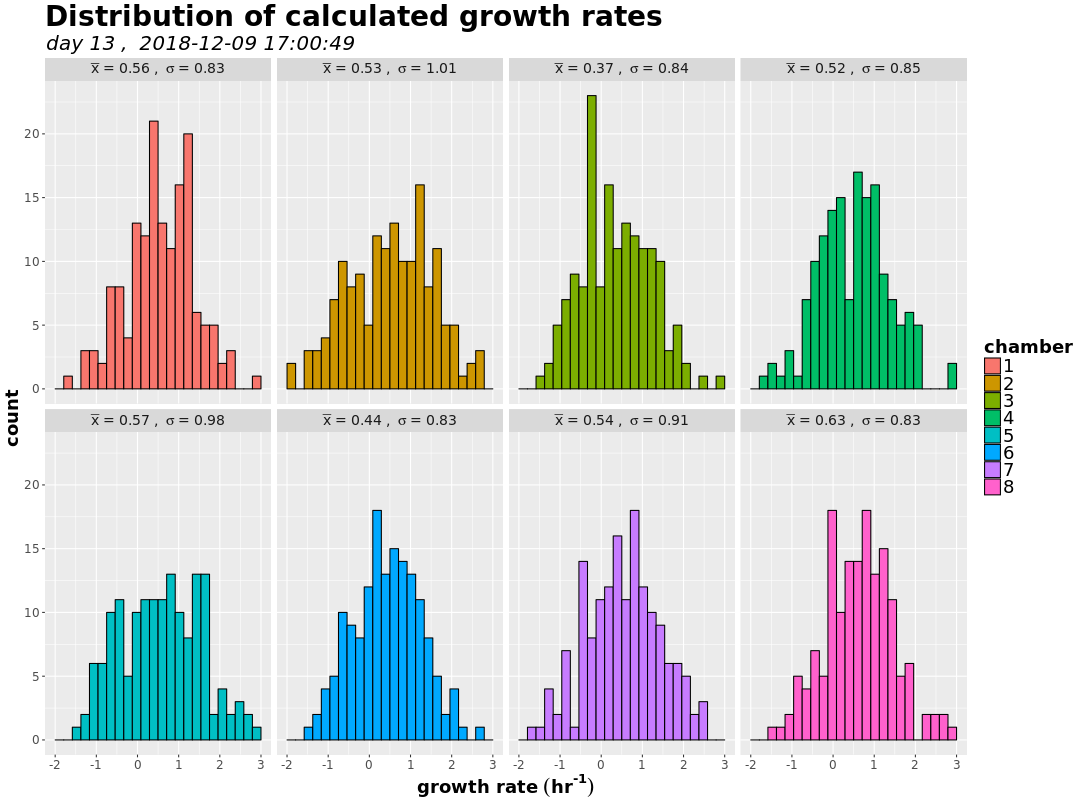 Distribution of calculated growth rates
day 13 ,  2018-12-09 17:00:49
x̅ = 0.56 ,  σ = 0.83
x̅ = 0.53 ,  σ = 1.01
x̅ = 0.37 ,  σ = 0.84
x̅ = 0.52 ,  σ = 0.85
20
15
10
5
0
count
x̅ = 0.57 ,  σ = 0.98
x̅ = 0.44 ,  σ = 0.83
x̅ = 0.54 ,  σ = 0.91
x̅ = 0.63 ,  σ = 0.83
20
15
10
5
0
-2 -1 0 1 2 3 -2 -1 0 1 2 3 -2 -1 0 1 2 3 -2 -1 0 1 2 3
growth rate (hr⁻¹)
chamber
1
2
3
4
5
6
7
8